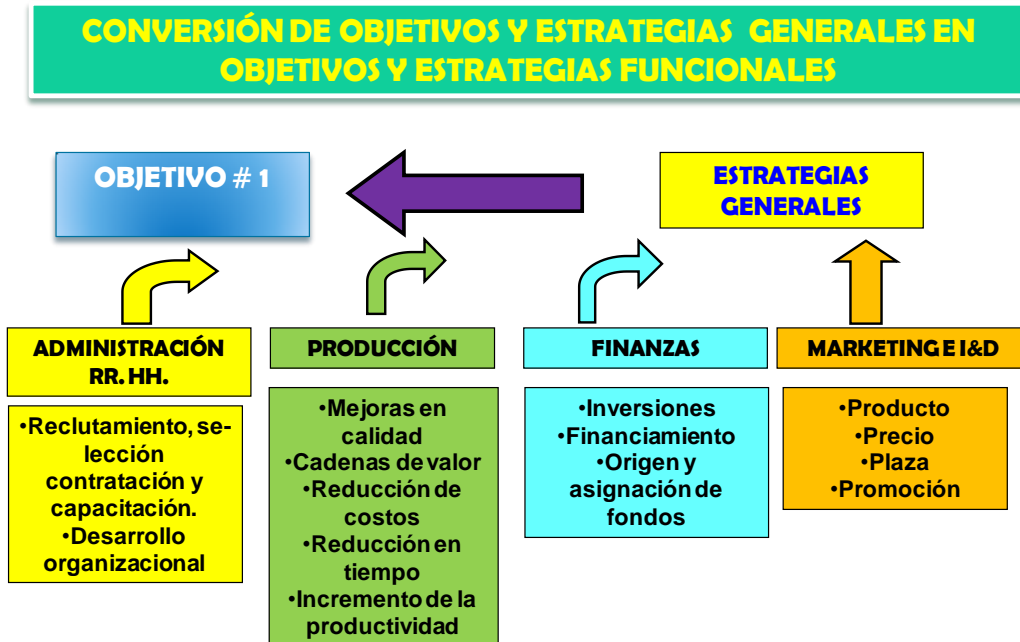 CONVERSIÓN DE OBJETIVOS Y ESTRATEGIAS GENERALES EN
OBJETIVOS Y ESTRATEGIAS FUNCIONALES
OBJETIVO # 1
ESTRATEGIAS
GENERALES
ADMINISTRACIÓN
RR. HH.
•Reclutamiento, se-
lección
contratación y
capacitación.
•Desarrollo
organizacional
PRODUCCIÓN
•Mejoras en
calidad
•Cadenas de valor
•Reducción de
costos
•Reducción en
tiempo
•Incremento de la
productividad
FINANZAS
•Inversiones
•Financiamiento
•Origen y
asignación de
fondos
MARKETING E I&D
•Producto
•Precio
•Plaza
•Promoción